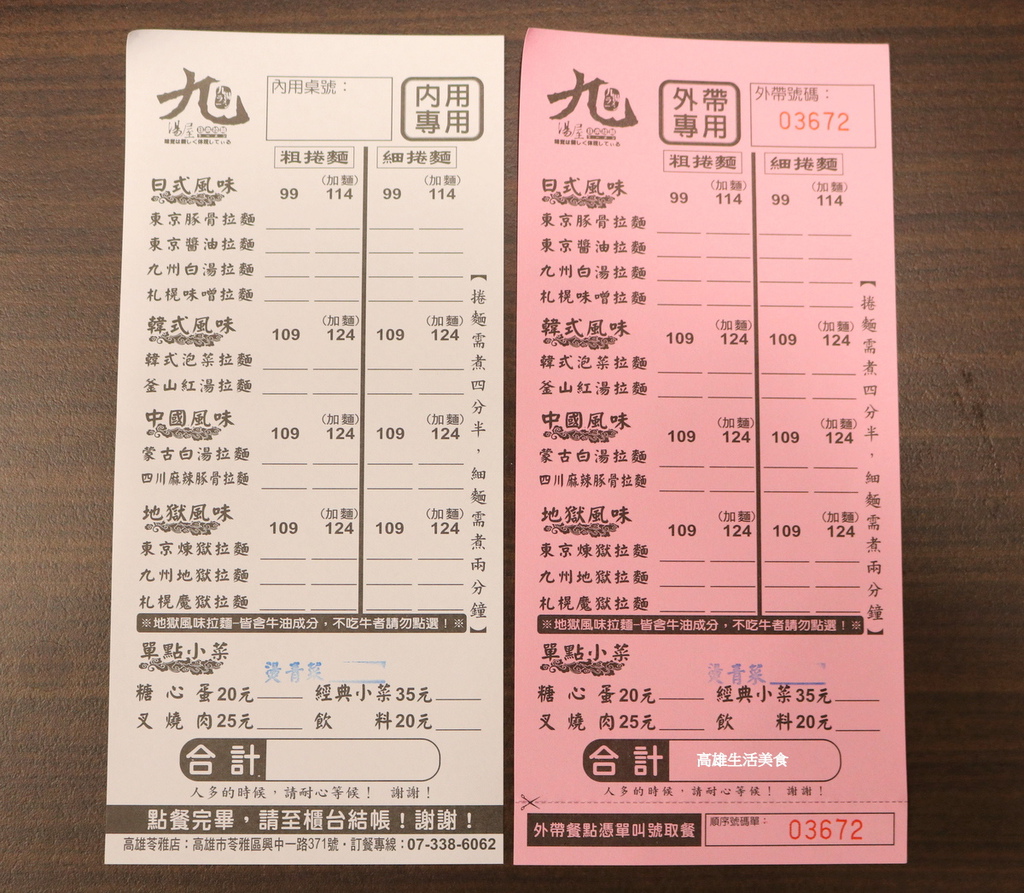 九
湯屋
內用桌號：
內用
專用
粗捲麵 細捲麵
日式風味 99 (加麵) 114 99 (加麵) 114
東京豚骨拉麵
東京醬油拉麵
九州白湯拉麵
札幌味噌拉麵
韓式風味 109 (加麵) 124 109 (加麵) 124
韓式泡菜拉麵
釜山紅湯拉麵
中國風味 109 (加麵) 124 109 (加麵) 124
蒙古白湯拉麵
四川麻辣豚骨拉麵
地獄風味 109 (加麵) 124 109 (加麵) 124
東京煉獄拉麵
九州地獄拉麵
札幌魔獄拉麵
【捲麵需煮四分半，細麵需煮兩分鐘】
※地獄風味拉麵-皆含牛油成分，不吃牛者請勿點選！※
單點小菜
燙青菜
糖心蛋20元 經典小菜35元
叉燒肉25元 飲料20元
合計
人多的時候，請耐心等候！ 謝謝！
點餐完畢，請至櫃台結帳！謝謝！
高雄苓雅店：高雄市苓雅區興中一路371號·訂餐專線：07-338-6062
九
湯屋
外帶
專用
外帶號碼：
03672
粗捲麵 細捲麵
日式風味 99 (加麵) 114 99 (加麵) 114
東京豚骨拉麵
東京醬油拉麵
九州白湯拉麵
札幌味噌拉麵
韓式風味 109 (加麵) 124 109 (加麵) 124
韓式泡菜拉麵
釜山紅湯拉麵
中國風味 109 (加麵) 124 109 (加麵) 124
蒙古白湯拉麵
四川麻辣豚骨拉麵
地獄風味 109 (加麵) 124 109 (加麵) 124
東京煉獄拉麵
九州地獄拉麵
札幌魔獄拉麵
【捲麵需煮四分半，細麵需煮兩分鐘】
※地獄風味拉麵-皆含牛油成分，不吃牛者請勿點選！※
單點小菜
燙青菜
糖心蛋20元 經典小菜35元
叉燒肉25元 飲料20元
合計 高雄生活美食
人多的時候，請耐心等候！ 謝謝！
外帶餐點憑單叫號取餐 順序號碼單： 03672